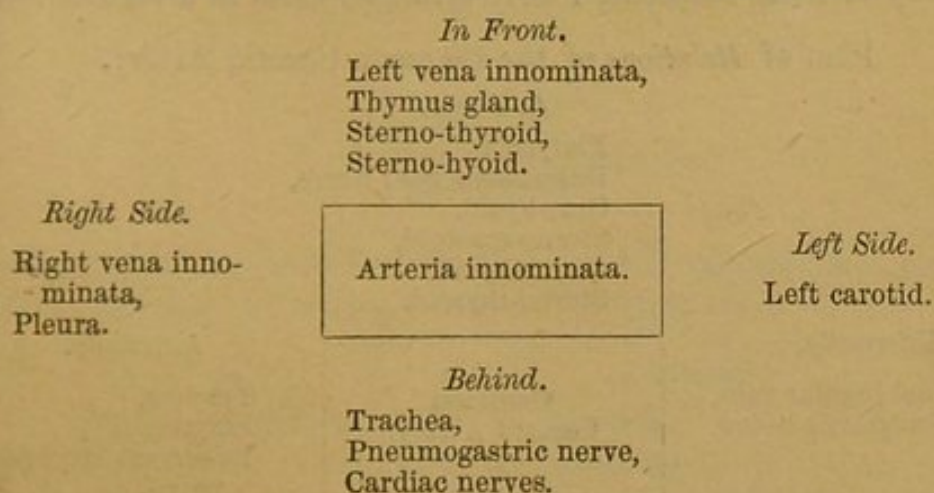 In Front.
Left vena innominata,
Thymus gland,
Sterno-thyroid,
Sterno-hyoid.
Right Side.
Right vena inno-
minata,
Pleura.
Arteria innominata.
Left Side.
Left carotid.
Behind.
Trachea,
Pneumogastric nerve,
Cardiac nerves.